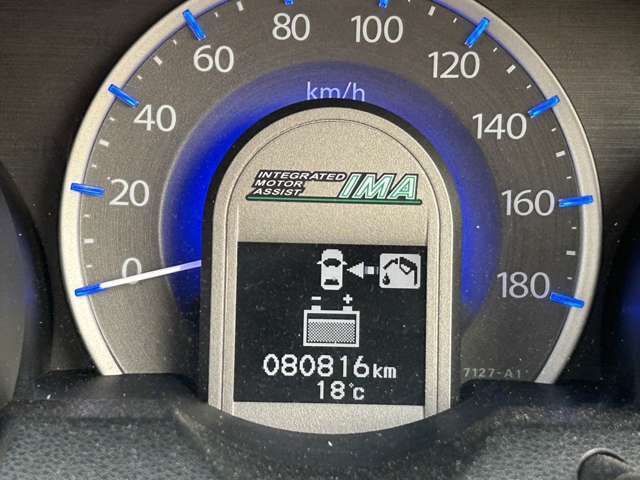 0
20
40
60
80
100
120
140
160
180
km/h
INTEGRATED
MOTOR
ASSIST
IMA
- +
080816km
18°C
7127-A1